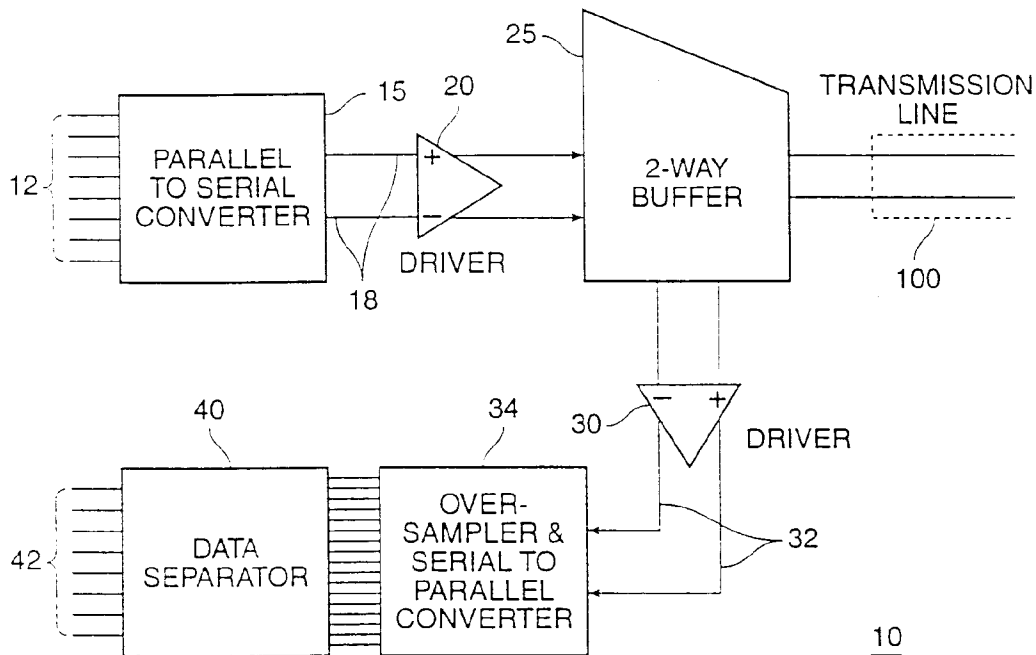 25
TRANSMISSION
LINE
15
20
12
PARALLEL
TO SERIAL
CONVERTER
+
−
2-WAY
BUFFER
DRIVER
18
100
− +
30
DRIVER
40
34
42
DATA
SEPARATOR
OVER-
SAMPLER &
SERIAL TO
PARALLEL
CONVERTER
32
10